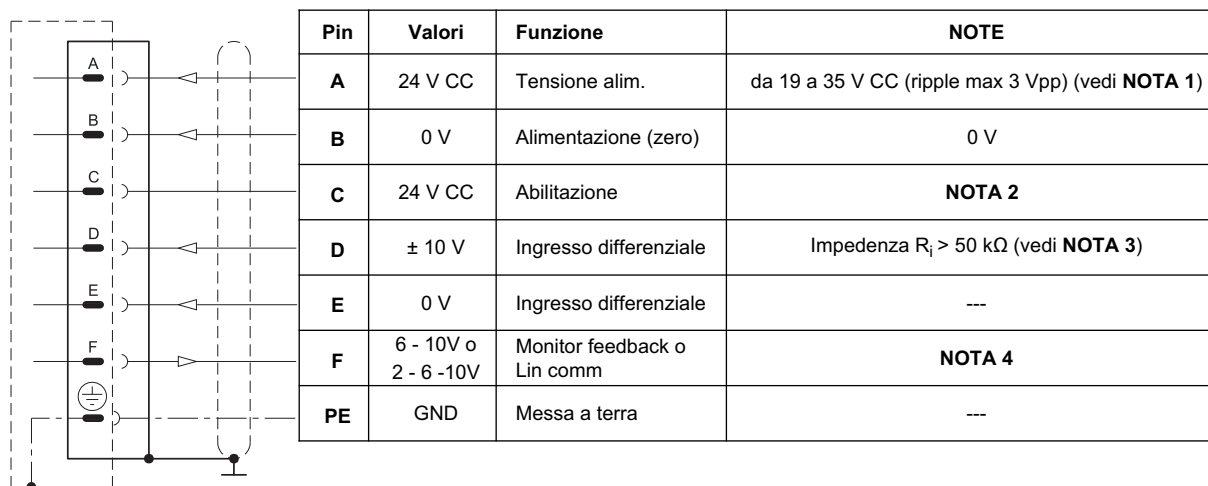 A
B
C
D
E
F
Pin Valori Funzione NOTE
A 24 V CC Tensione alim. da 19 a 35 V CC (ripple max 3 Vpp) (vedi NOTA 1)
B 0 V Alimentazione (zero) 0 V
C 24 V CC Abilitazione NOTA 2
D ± 10 V Ingresso differenziale Impedenza Ri > 50 kΩ (vedi NOTA 3)
E 0 V Ingresso differenziale ---
F 6 - 10V o Monitor feedback o NOTA 4
2 - 6 -10V Lin comm
PE GND Messa a terra ---